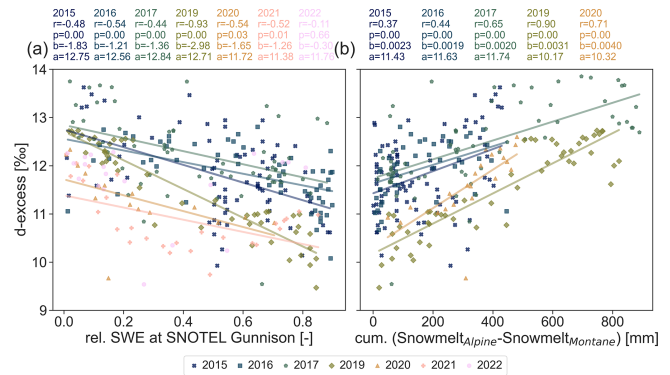 2015 2016 2017 2019 2020 2021 2022
r=-0.48 r=-0.54 r=-0.44 r=-0.93 r=-0.54 r=-0.52 r=-0.11
p=0.00 p=0.00 p=0.00 p=0.00 p=0.03 p=0.01 p=0.66
b=-1.83 b=-1.21 b=-1.36 b=-2.98 b=-1.65 b=-1.26 b=-0.30
a=12.75 a=12.56 a=12.84 a=12.71 a=11.72 a=11.38 a=11.76
2015 2016 2017 2019 2020
r=0.37 r=0.44 r=0.65 r=0.90 r=0.71
p=0.00 p=0.00 p=0.00 p=0.00 p=0.00
b=0.0023 b=0.0019 b=0.0020 b=0.0031 b=0.0040
a=11.43 a=11.63 a=11.74 a=10.17 a=10.32
(a)
(b)
14
13
12
11
10
9
d-excess [‰]
0.0 0.2 0.4 0.6 0.8
rel. SWE at SNOTEL Gunnison [-]
0 200 400 600 800
cum. (Snowmelt_Alpine-Snowmelt_Montane) [mm]
2015 2016 2017 2019 2020 2021 2022